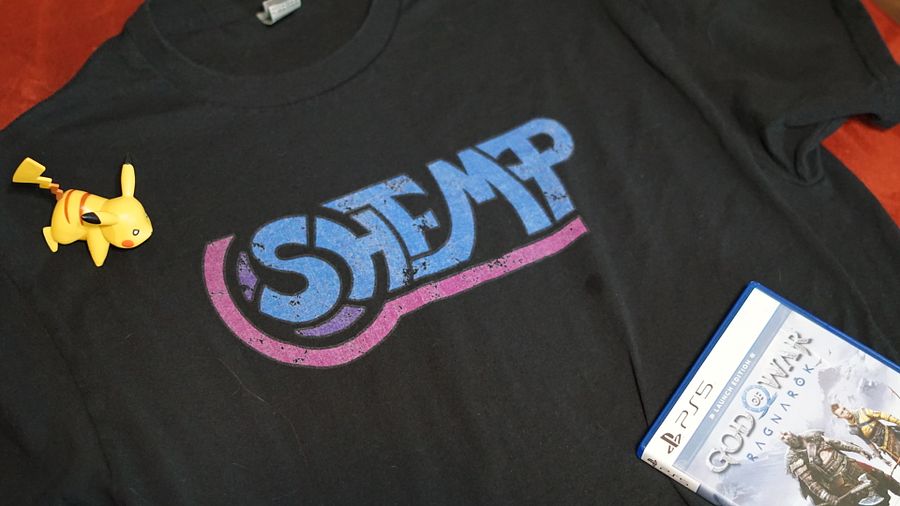 SHEMP
PS5
LAUNCH EDITION
GOD OF WAR
RAGNARÖK